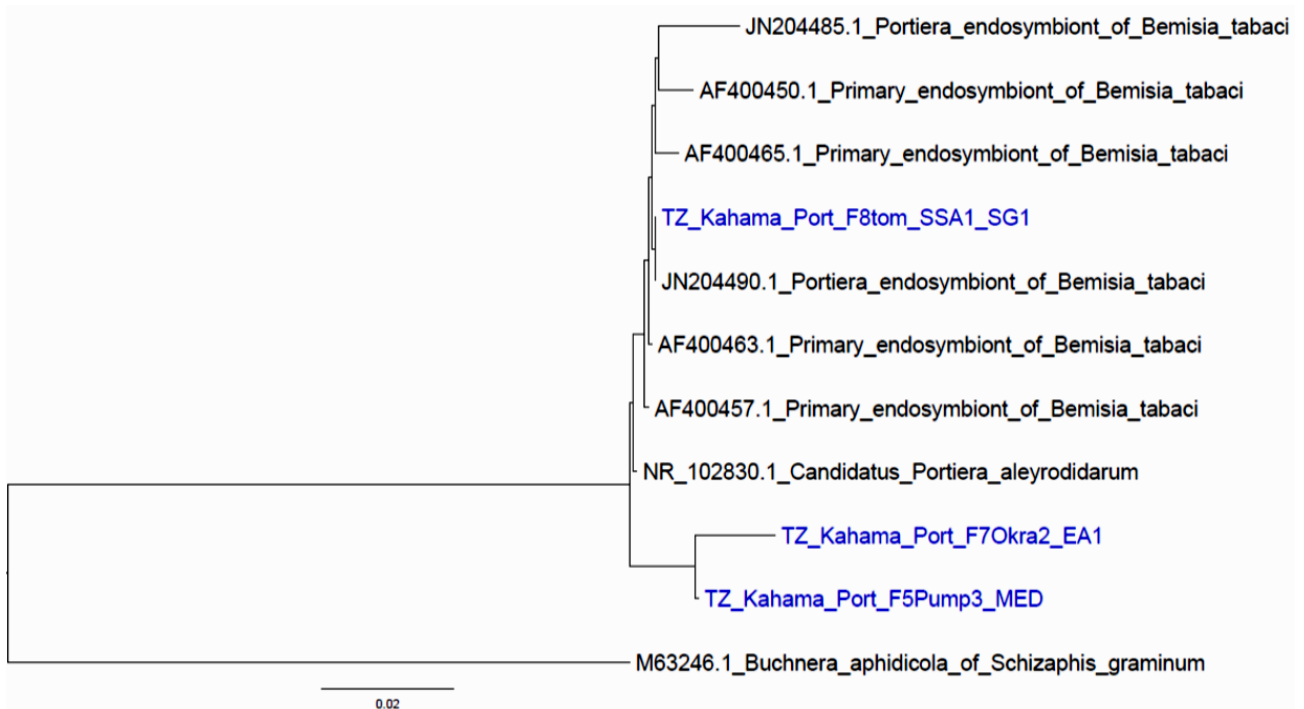 JN204485.1_Portiera_endosymbiont_of_Bemisia_tabaci
AF400450.1_Primary_endosymbiont_of_Bemisia_tabaci
AF400465.1_Primary_endosymbiont_of_Bemisia_tabaci
TZ_Kahama_Port_F8tom_SSA1_SG1
JN204490.1_Portiera_endosymbiont_of_Bemisia_tabaci
AF400463.1_Primary_endosymbiont_of_Bemisia_tabaci
AF400457.1_Primary_endosymbiont_of_Bemisia_tabaci
NR_102830.1_Candidatus_Portiera_aleyrodidarum
TZ_Kahama_Port_F7Okra2_EA1
TZ_Kahama_Port_F5Pump3_MED
M63246.1_Buchnera_aphidicola_of_Schizaphis_graminum
0.02